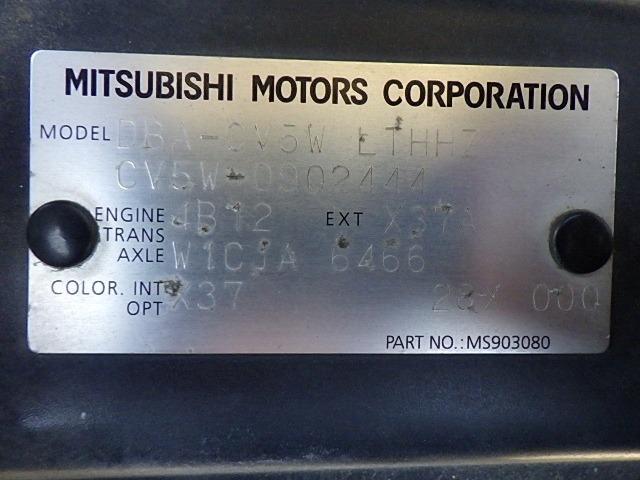 MITSUBISHI MOTORS CORPORATION
MODEL DBA-CV5W LTHHZ
CV5W-0902444
ENGINE 4B12 EXT X37A
TRANS
AXLE W1CJA 6466
COLOR. INT X37 28/ 000
OPT
PART NO.:MS903080